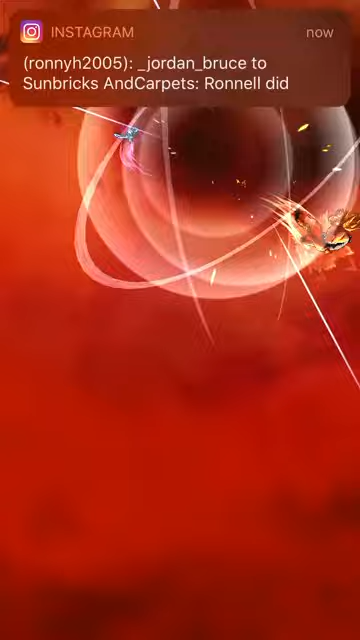 INSTAGRAM now
(ronnyh2005): _jordan_bruce to
Sunbricks AndCarpets: Ronnell did